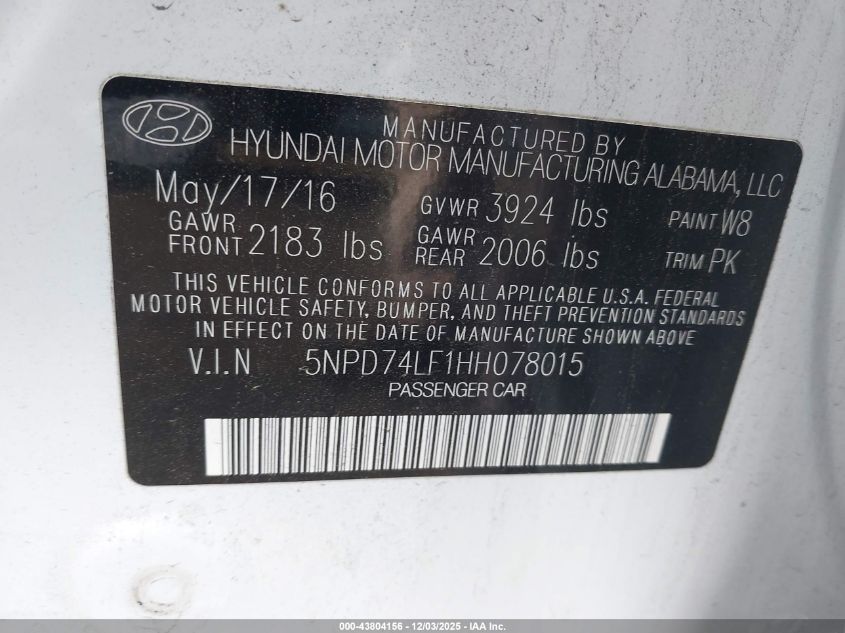 MANUFACTURED BY
HYUNDAI MOTOR MANUFACTURING ALABAMA, LLC
May/17/16 GVWR 3924 lbs PAINT W8
GAWR FRONT 2183 lbs GAWR REAR 2006 lbs TRIM PK
THIS VEHICLE CONFORMS TO ALL APPLICABLE U.S.A. FEDERAL
MOTOR VEHICLE SAFETY, BUMPER, AND THEFT PREVENTION STANDARDS
IN EFFECT ON THE DATE OF MANUFACTURE SHOWN ABOVE
V.I.N 5NPD74LF1HH078015
PASSENGER CAR
000-43804156 - 12/03/2025 - IAA Inc.